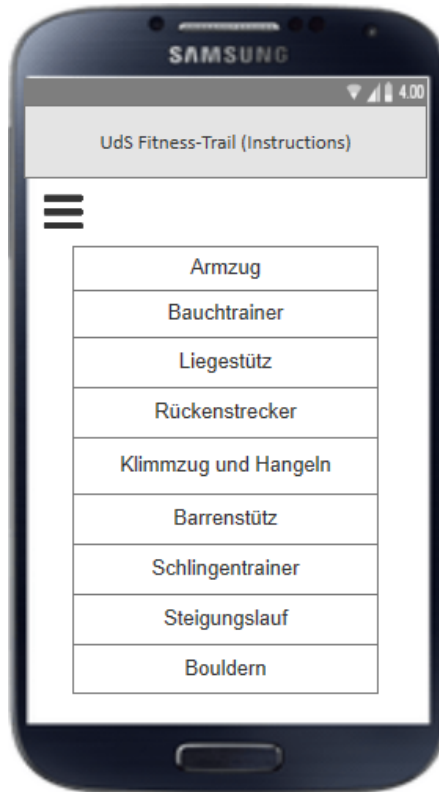 SAMSUNG
4.00
UdS Fitness-Trail (Instructions)
Armzug
Bauchtrainer
Liegestütz
Rückenstrecker
Klimmzug und Hangeln
Barrenstütz
Schlingentrainer
Steigungslauf
Bouldern